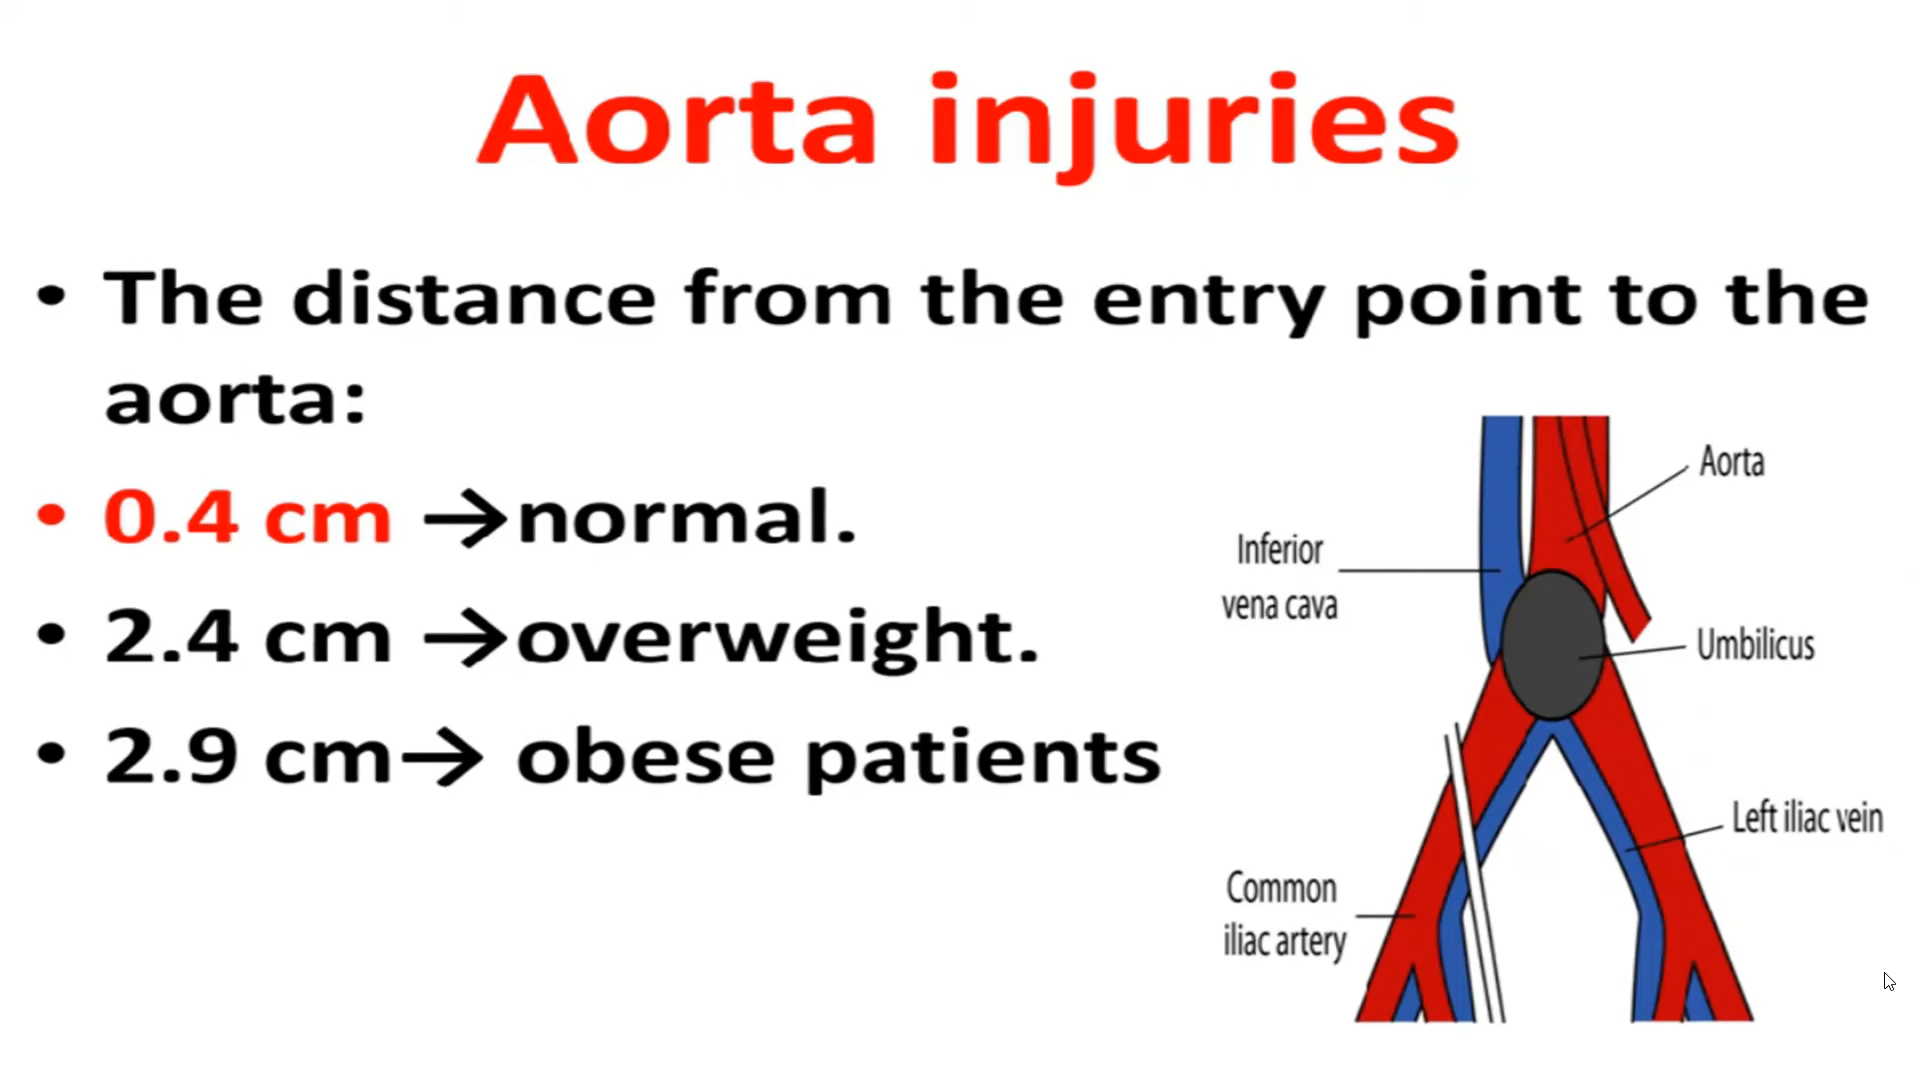 Aorta injuries
• The distance from the entry point to the
aorta:
• 0.4 cm →normal.
• 2.4 cm →overweight.
• 2.9 cm→ obese patients
Aorta
Inferior
vena cava
Umbilicus
Left iliac vein
Common
iliac artery